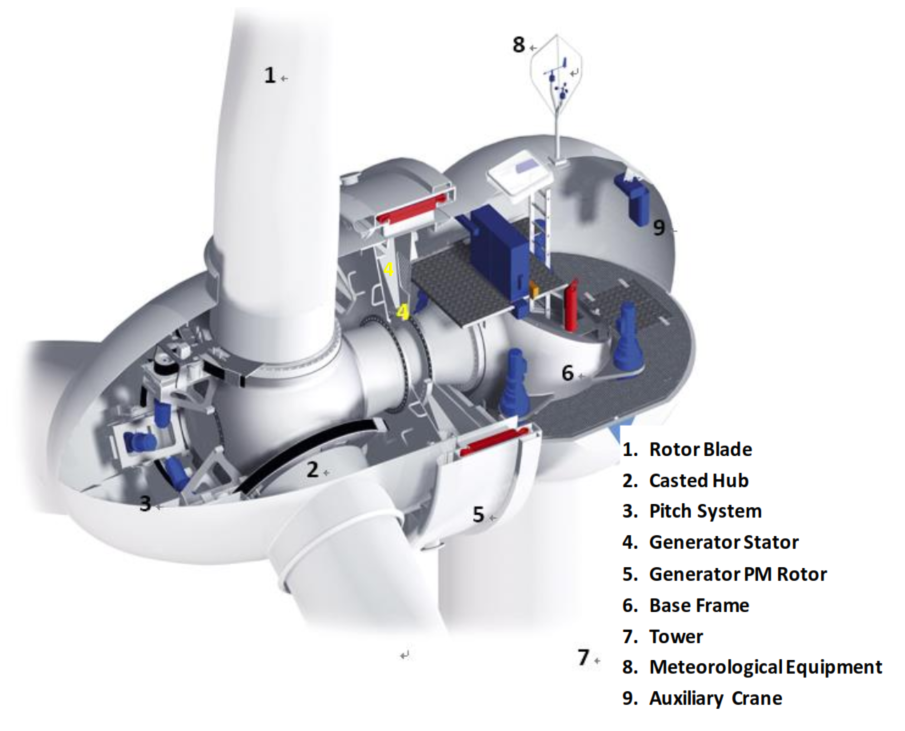 8
1
9
4
4
6
2
3
5
7
1. Rotor Blade
2. Casted Hub
3. Pitch System
4. Generator Stator
5. Generator PM Rotor
6. Base Frame
7. Tower
8. Meteorological Equipment
9. Auxiliary Crane